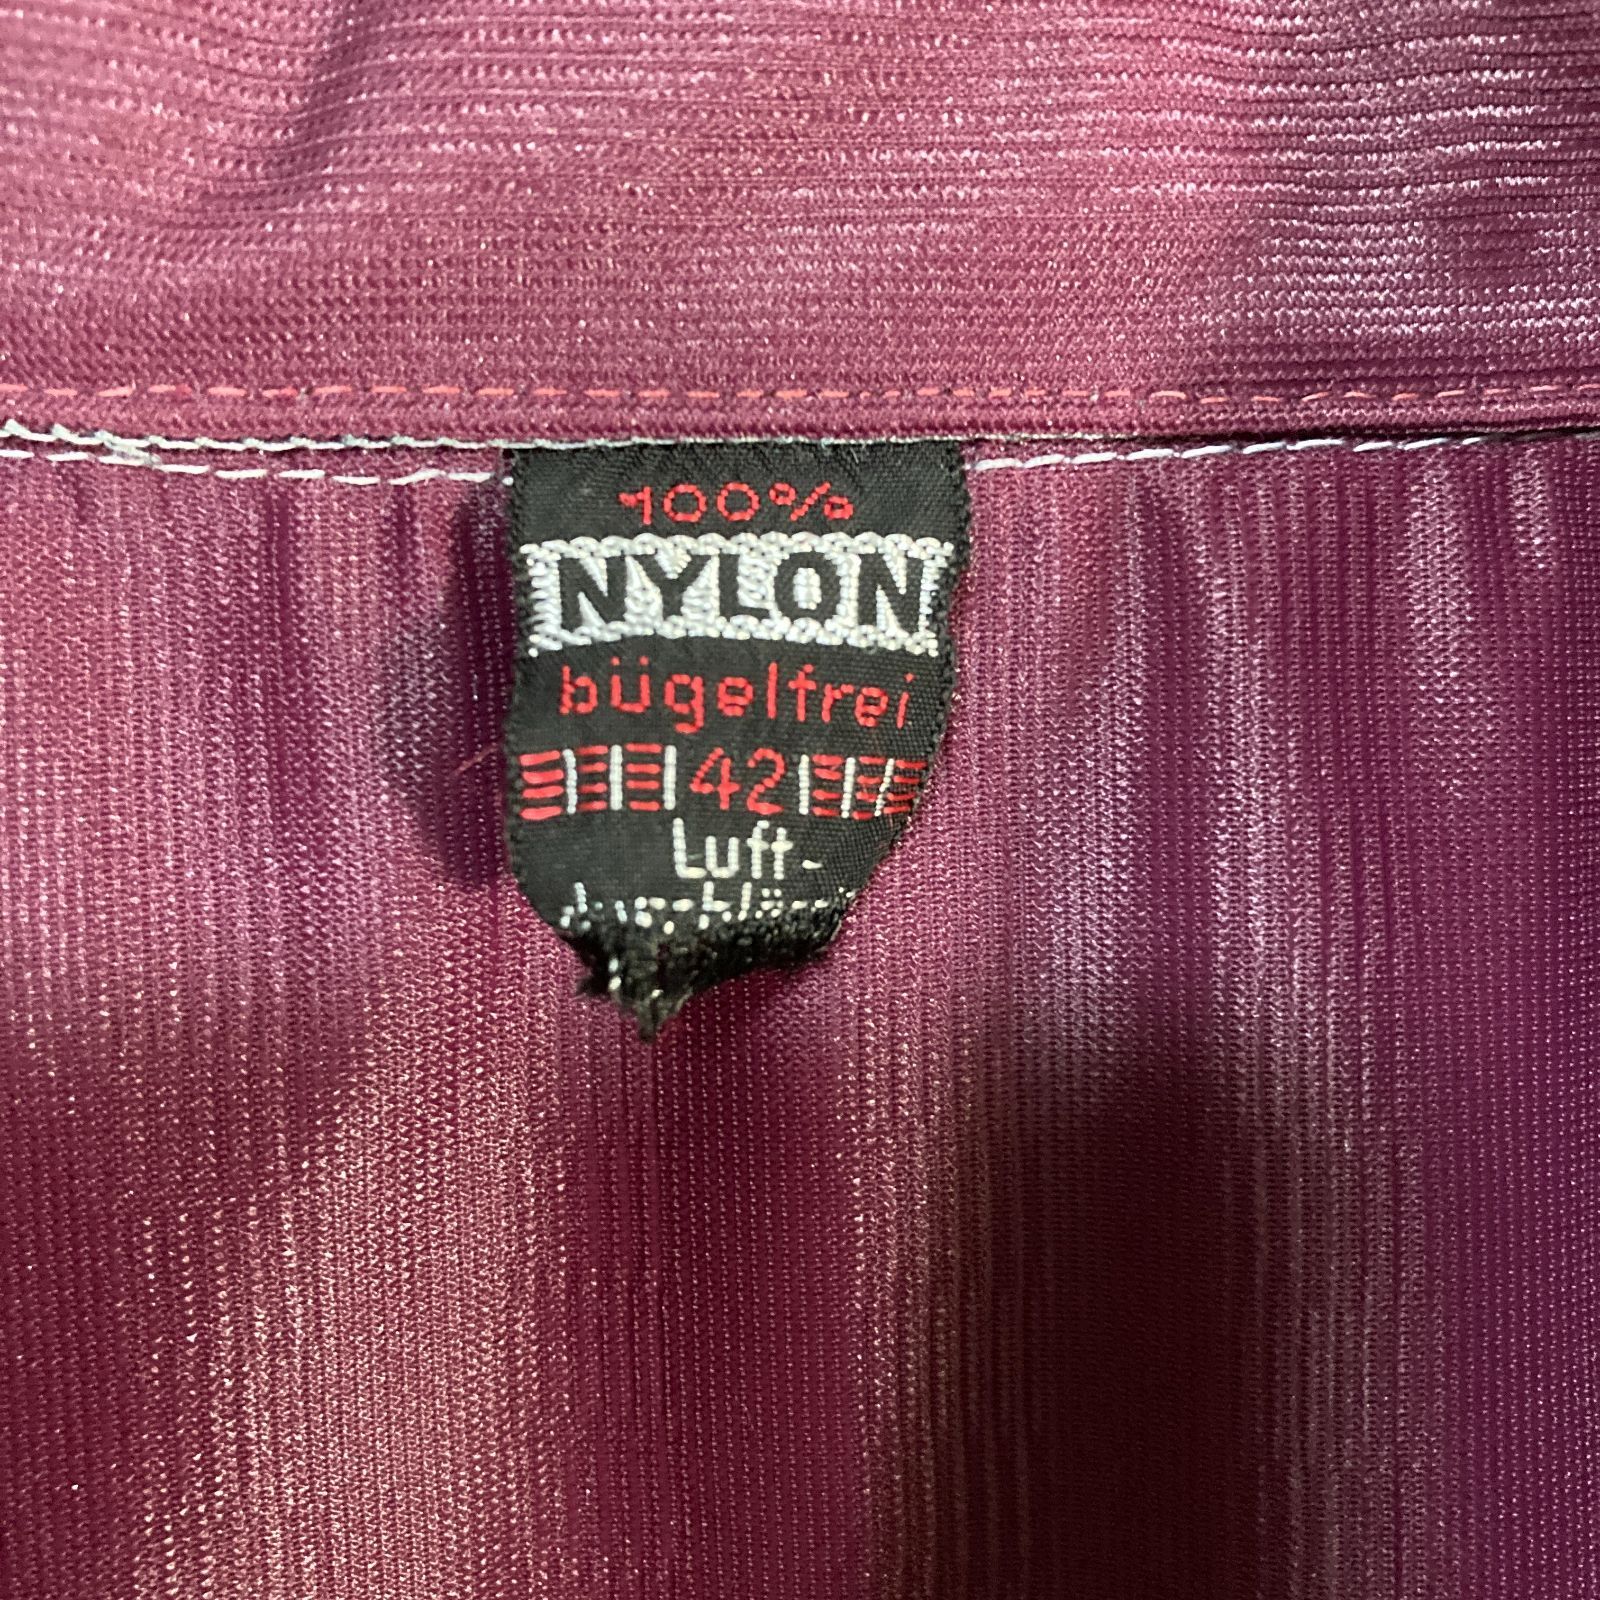 100%
NYLON
bügelfrei
42
Luft-